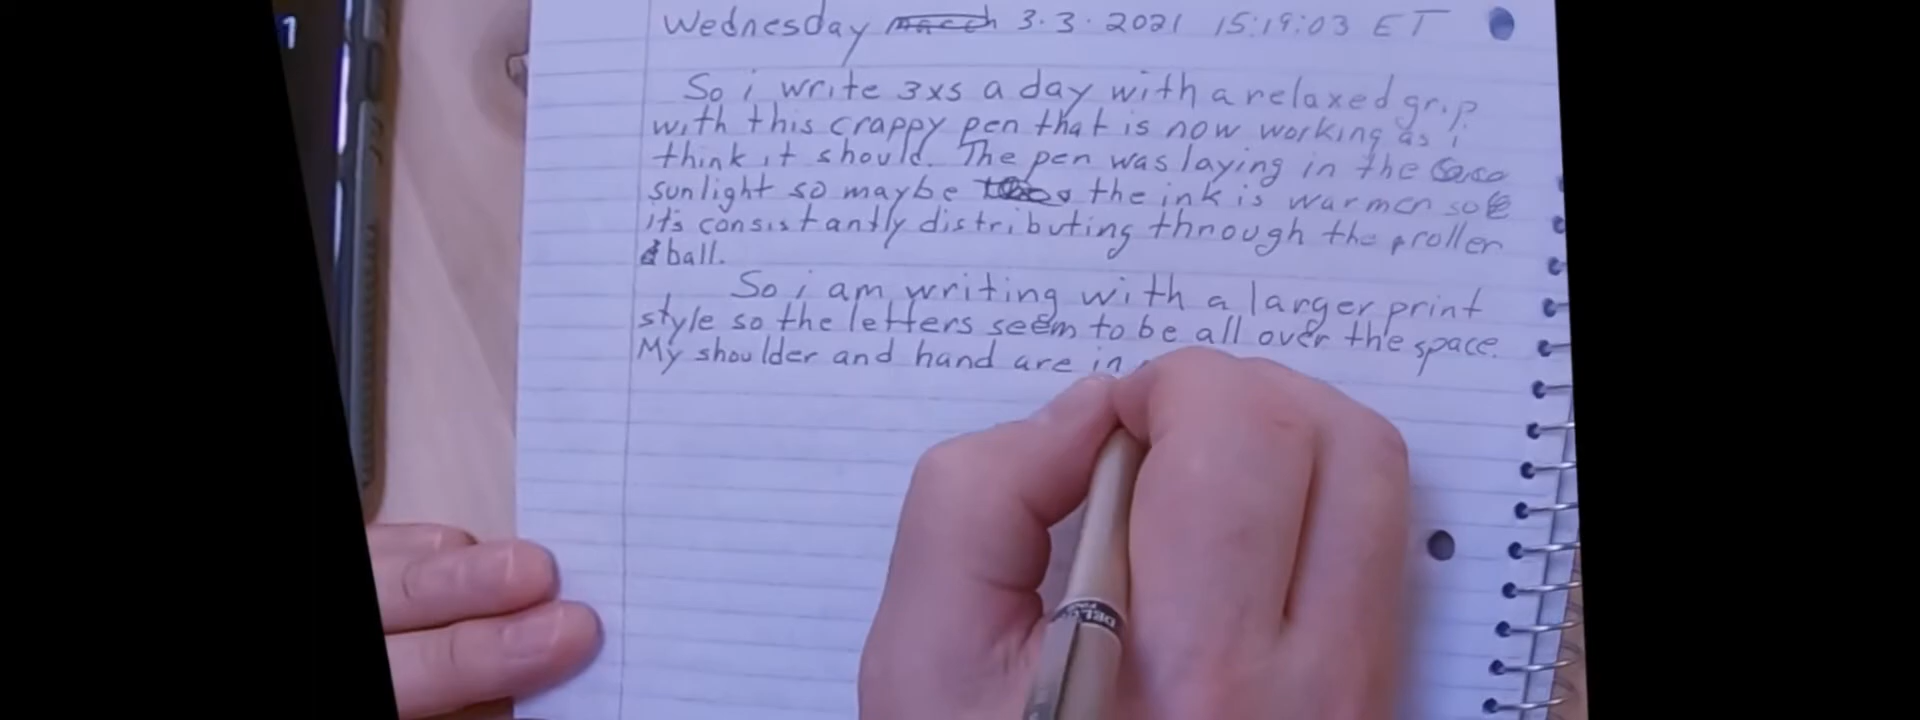 1
Wednesday 3.3.2021 15:19:03 ET
So i write 3xs a day with a relaxed grip
with this crappy pen that is now working as i
think it should. The pen was laying in the
sunlight so maybe the ink is warmer so
it's consistantly distributing through the roller
ball.
So i am writing with a larger print
style so the letters seem to be all over the space.
My shoulder and hand are in